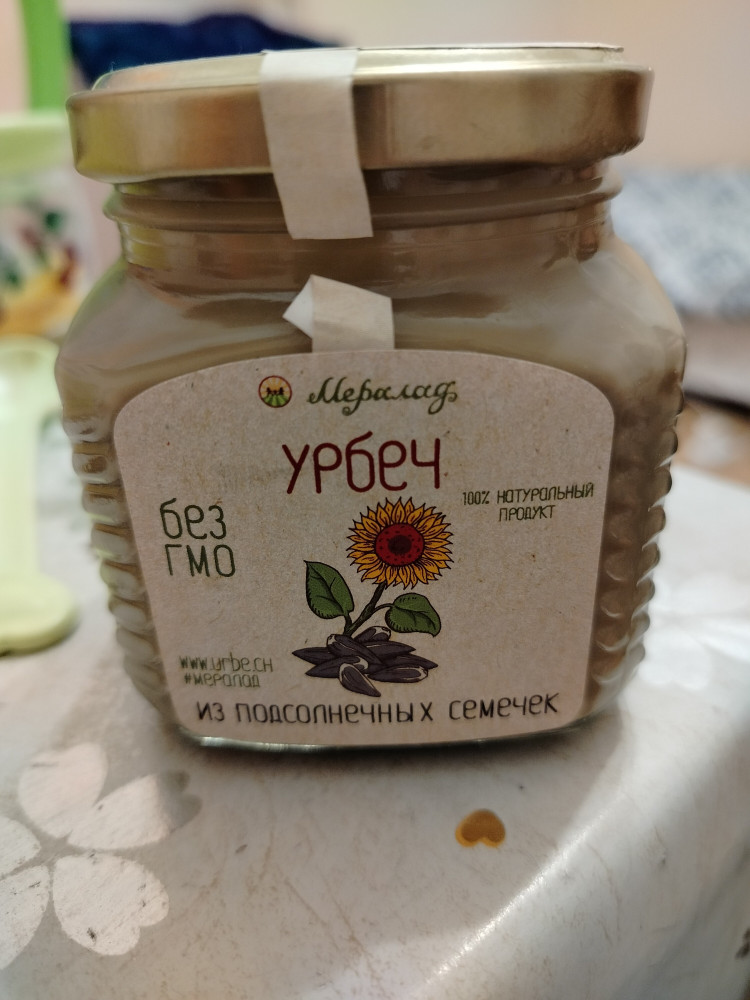 Мералад
урбеч
100% натуральный
продукт
без
ГМО
www.urbe.ch
#мералад
из подсолнечных семечек